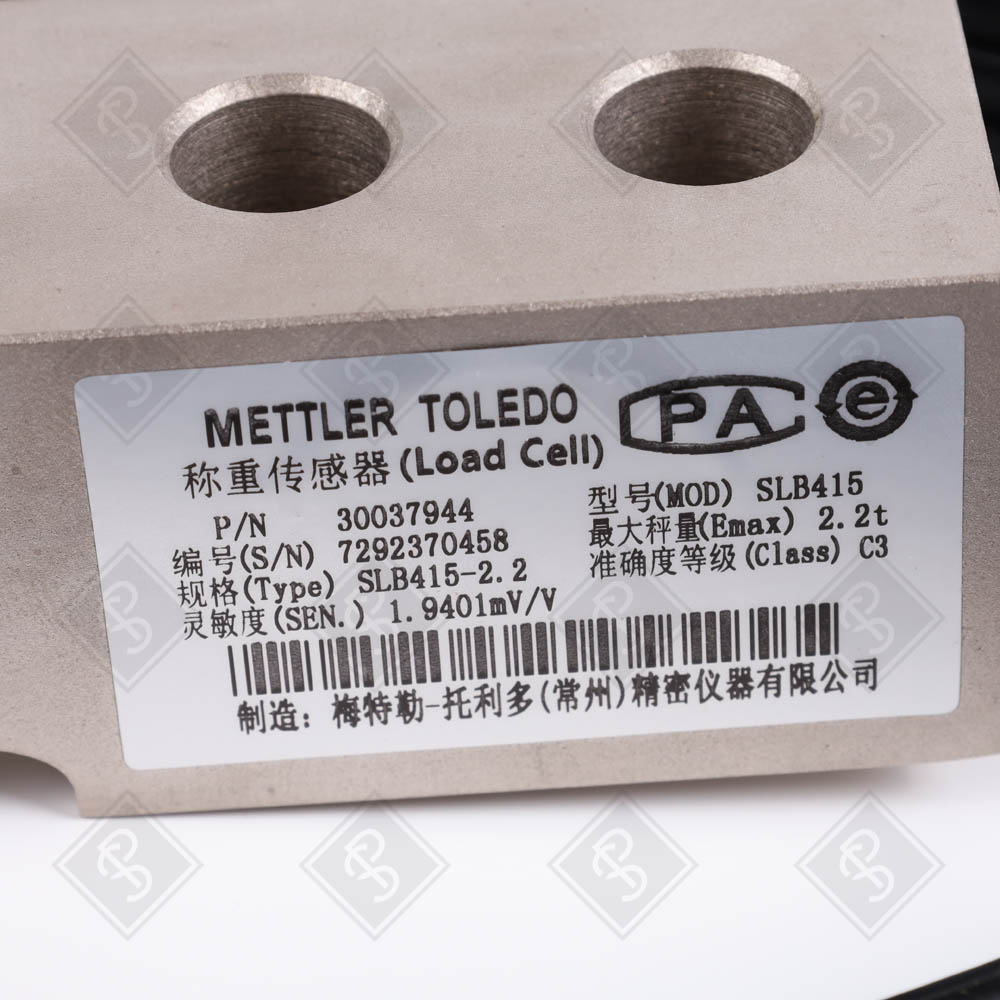 METTLER TOLEDO
PA e
称重传感器(Load Cell)
P/N 30037944
型号(MOD) SLB415
编号(S/N) 7292370458
最大秤量(Emax) 2.2t
规格(Type) SLB415-2.2
准确度等级(Class) C3
灵敏度(SEN.) 1.9401mV/V
制造：梅特勒-托利多(常州)精密仪器有限公司